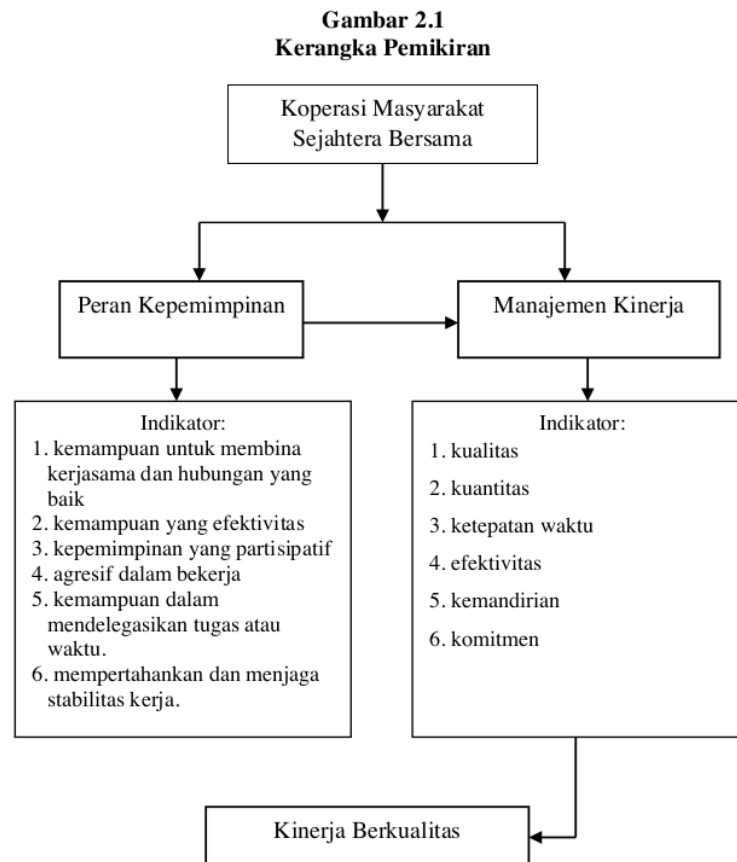 Gambar 2.1
Kerangka Pemikiran
Koperasi Masyarakat
Sejahtera Bersama
Peran Kepemimpinan
Manajemen Kinerja
Indikator:
1. kemampuan untuk membina
kerjasama dan hubungan yang
baik
2. kemampuan yang efektivitas
3. kepemimpinan yang partisipatif
4. agresif dalam bekerja
5. kemampuan dalam
mendelegasikan tugas atau
waktu.
6. mempertahankan dan menjaga
stabilitas kerja.
Indikator:
1. kualitas
2. kuantitas
3. ketepatan waktu
4. efektivitas
5. kemandirian
6. komitmen
Kinerja Berkualitas